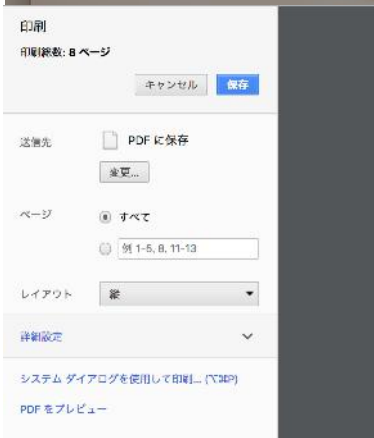 印刷
印刷総数: 8 ページ
キャンセル 保存
送信先 PDF に保存
変更...
ページ すべて
例 1-5, 8, 11-13
レイアウト 縦
詳細設定
システム ダイアログを使用して印刷... (⌥⌘P)
PDF をプレビュー